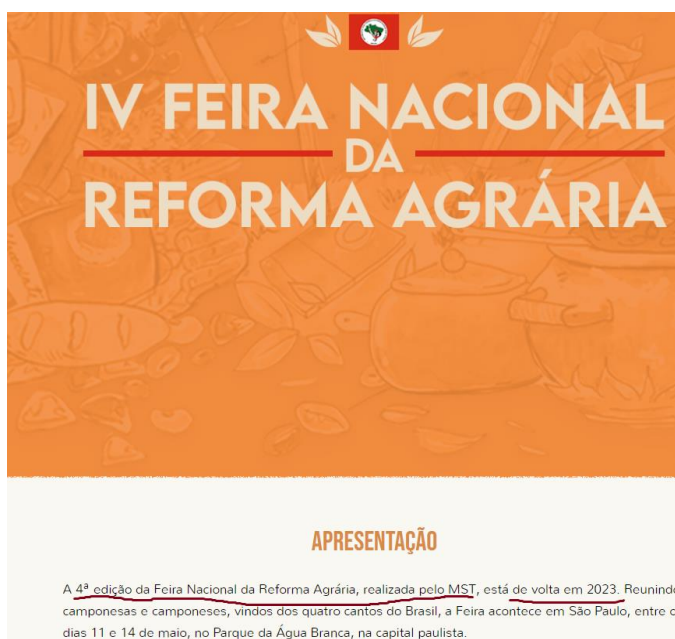 IV FEIRA NACIONAL
DA
REFORMA AGRÁRIA
APRESENTAÇÃO
A 4ª edição da Feira Nacional da Reforma Agrária, realizada pelo MST, está de volta em 2023. Reunind
camponesas e camponeses, vindos dos quatro cantos do Brasil, a Feira acontece em São Paulo, entre o
dias 11 e 14 de maio, no Parque da Água Branca, na capital paulista.